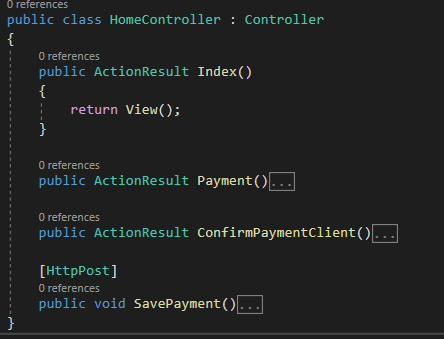 0 references
public class HomeController : Controller
{
0 references
public ActionResult Index()
{
return View();
}
0 references
public ActionResult Payment()...
0 references
public ActionResult ConfirmPaymentClient()...
[HttpPost]
0 references
public void SavePayment()...
}